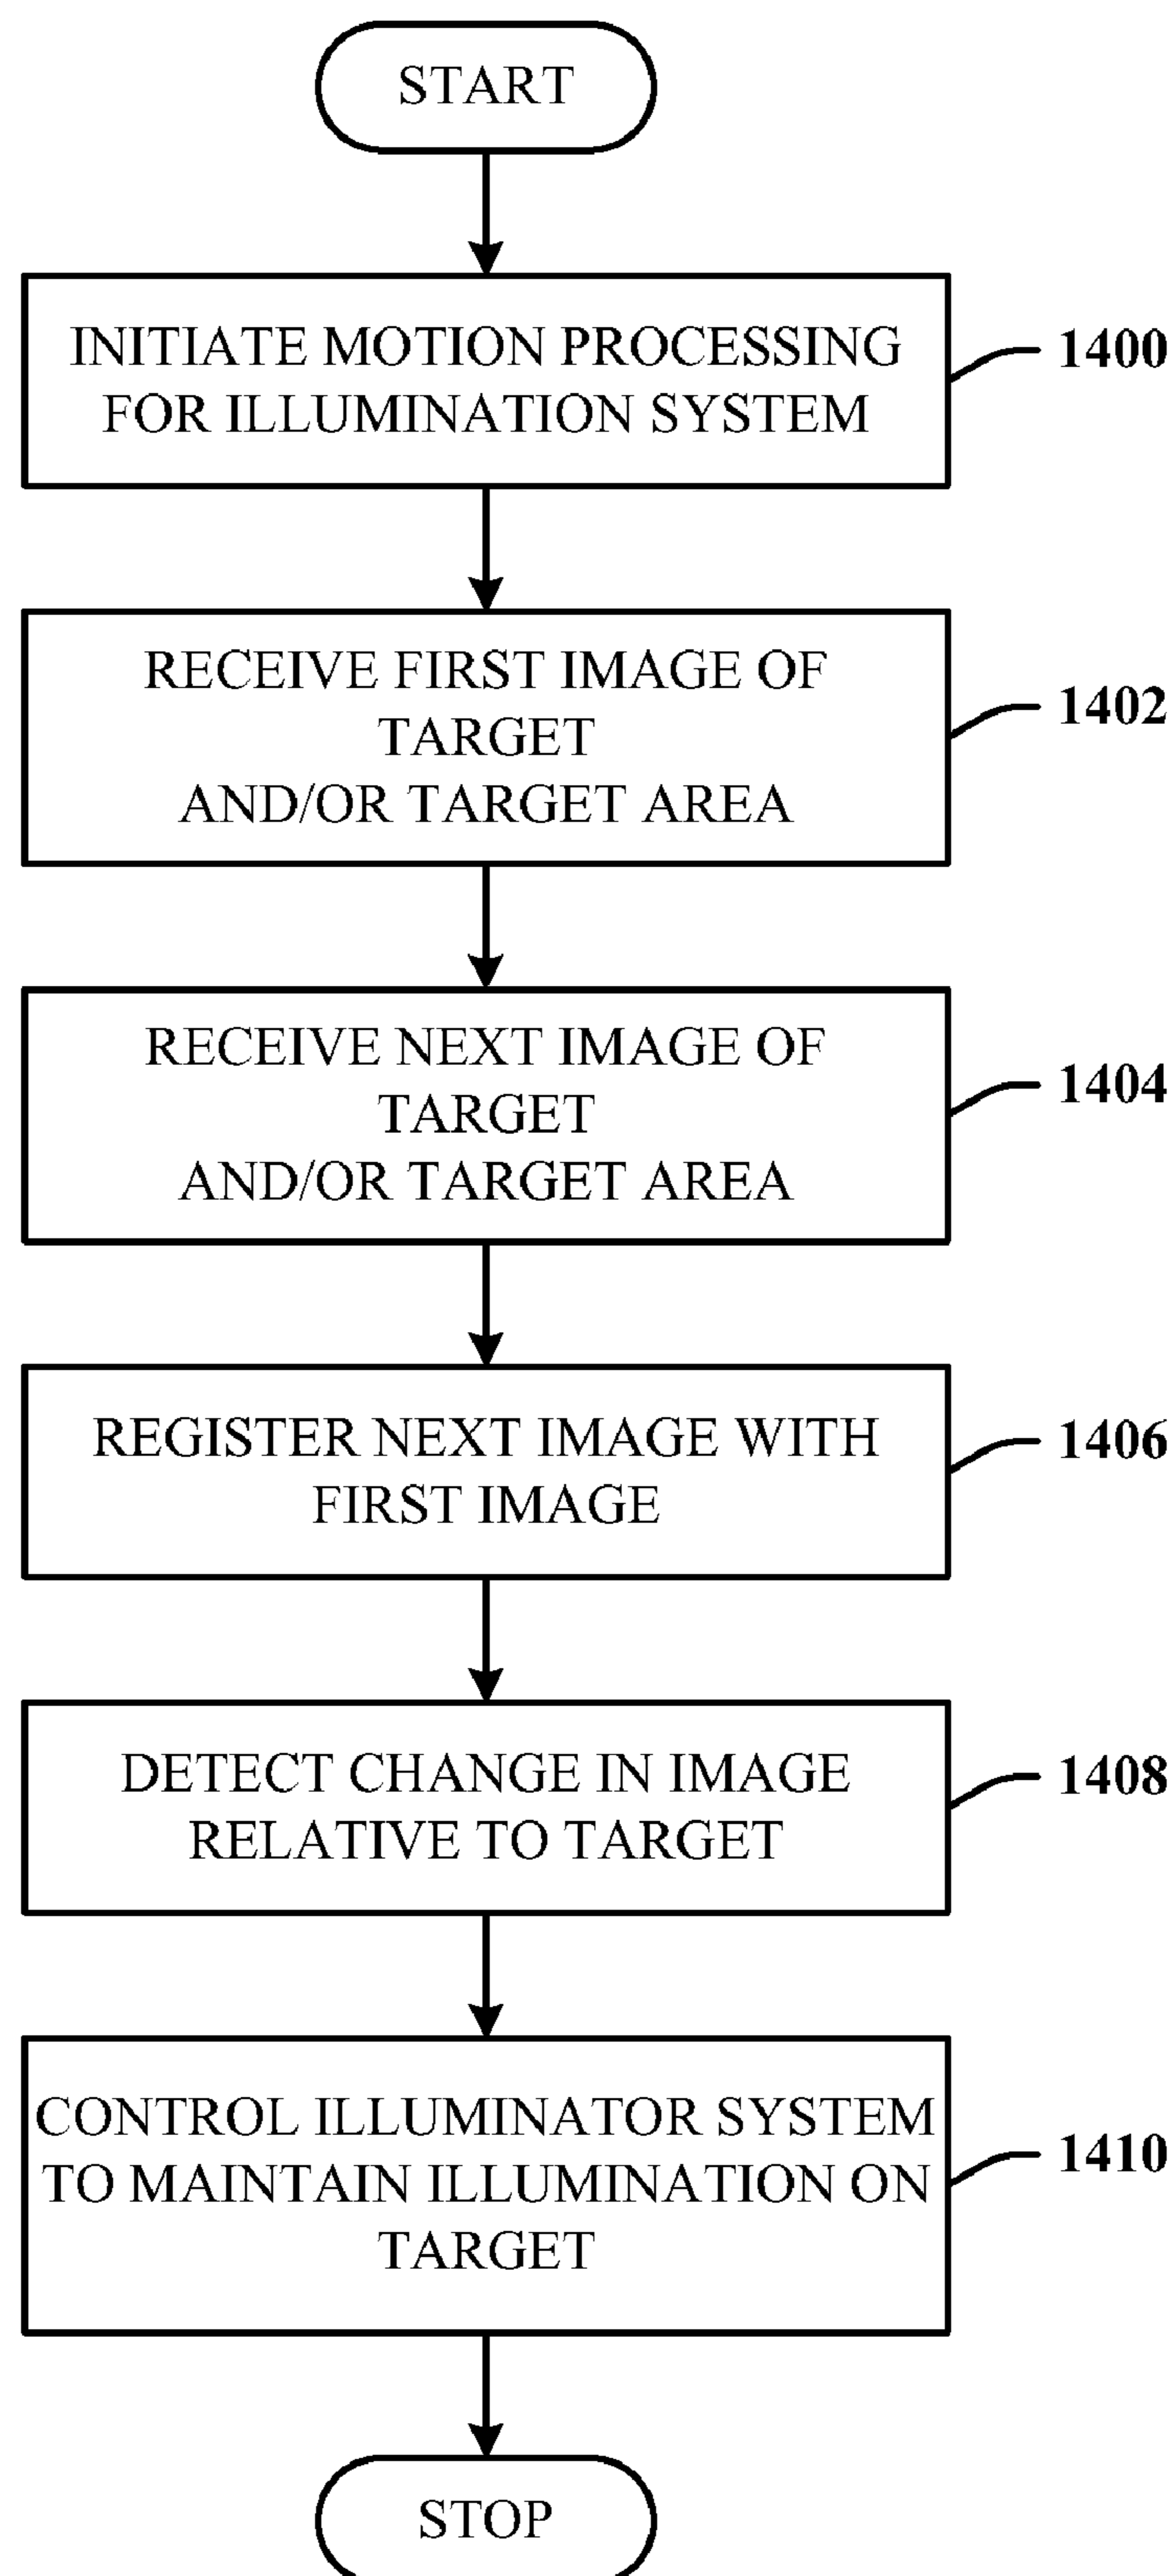 START
INITIATE MOTION PROCESSING
FOR ILLUMINATION SYSTEM
1400
RECEIVE FIRST IMAGE OF
TARGET
AND/OR TARGET AREA
1402
RECEIVE NEXT IMAGE OF
TARGET
AND/OR TARGET AREA
1404
REGISTER NEXT IMAGE WITH
FIRST IMAGE
1406
DETECT CHANGE IN IMAGE
RELATIVE TO TARGET
1408
CONTROL ILLUMINATOR SYSTEM
TO MAINTAIN ILLUMINATION ON
TARGET
1410
STOP